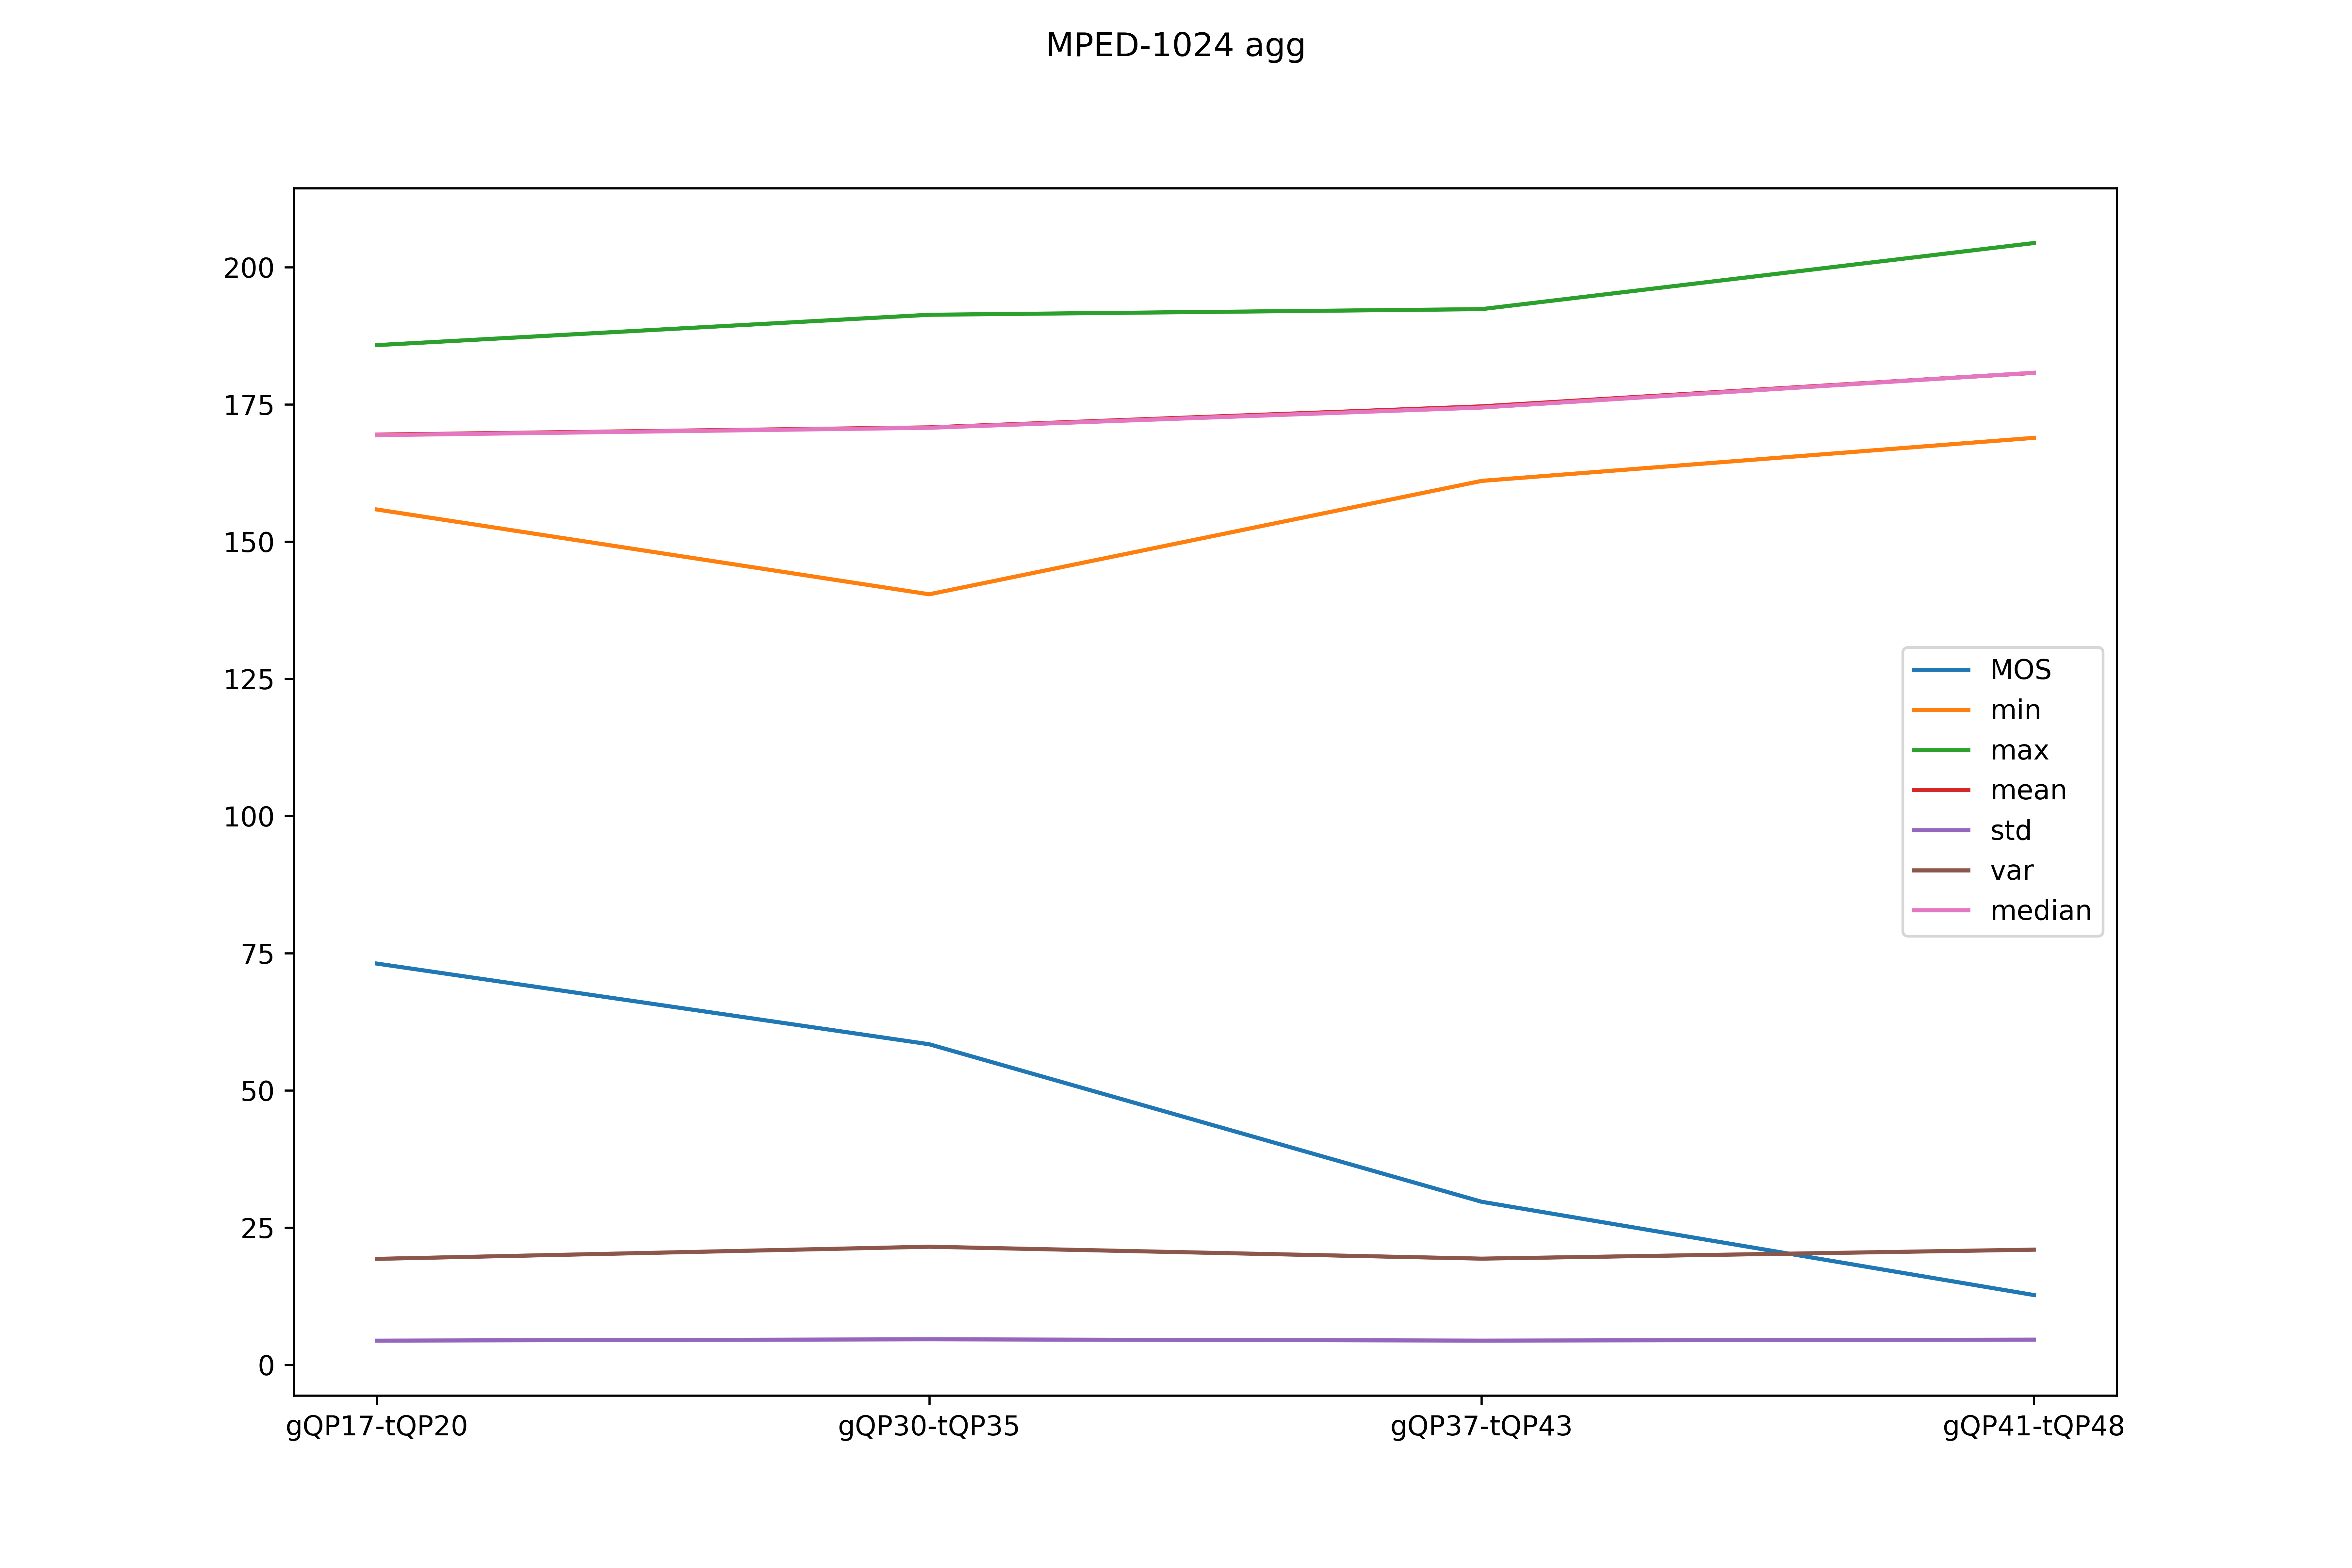 MPED-1024 agg
200
175
150
125
100
75
50
25
0
MOS
min
max
mean
std
var
median
gQP17-tQP20 gQP30-tQP35 gQP37-tQP43 gQP41-tQP48